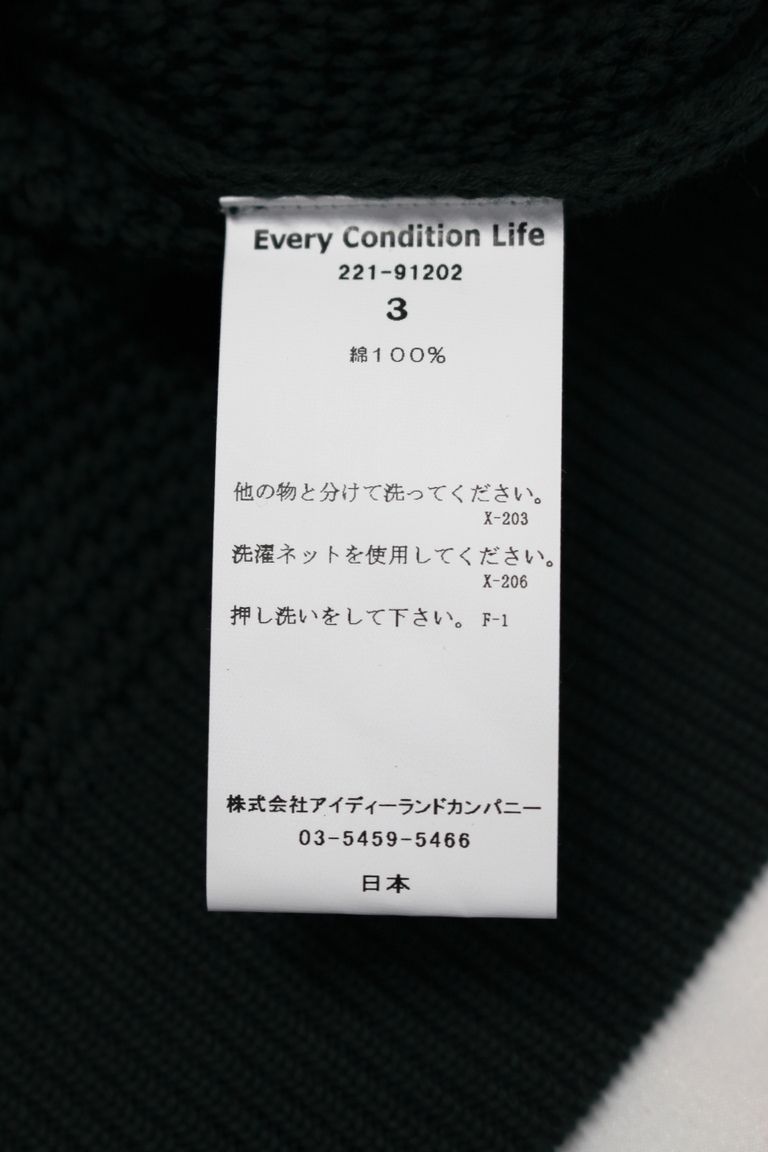 Every Condition Life
221-91202
3
綿100%
他の物と分けて洗ってください。
X-203
洗濯ネットを使用してください。
X-206
押し洗いをして下さい。 F-1
株式会社アイディーランドカンパニー
03-5459-5466
日本